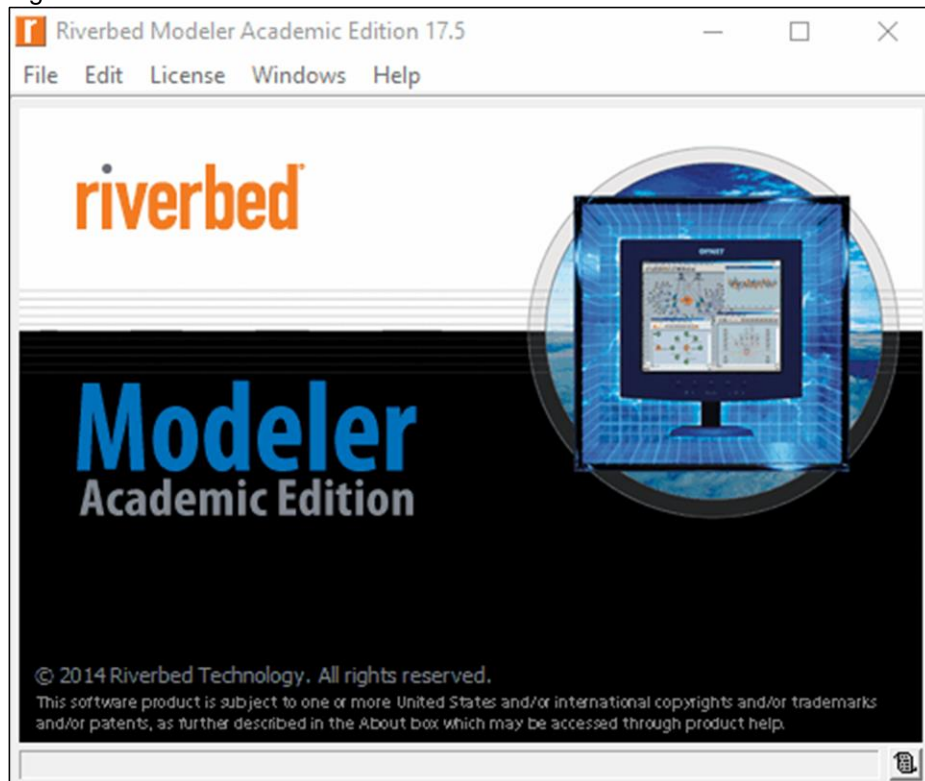 Riverbed Modeler Academic Edition 17.5
File Edit License Windows Help
riverbed
OPNET
Modeler
Academic Edition
© 2014 Riverbed Technology. All rights reserved.
This software product is subject to one or more United States and/or international copyrights and/or trademarks
and/or patents, as further described in the About box which may be accessed through product help.